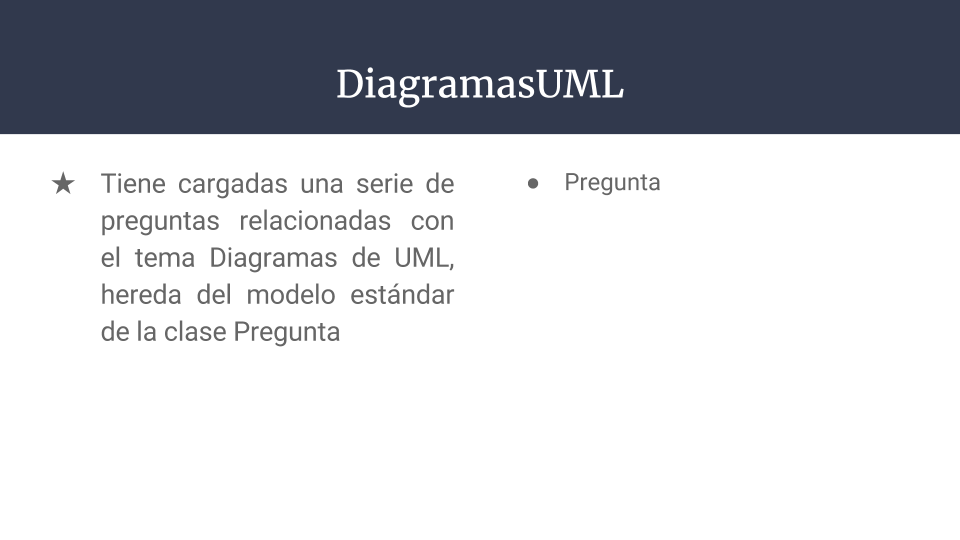 DiagramasUML
★ Tiene cargadas una serie de
preguntas relacionadas con
el tema Diagramas de UML,
hereda del modelo estándar
de la clase Pregunta
● Pregunta